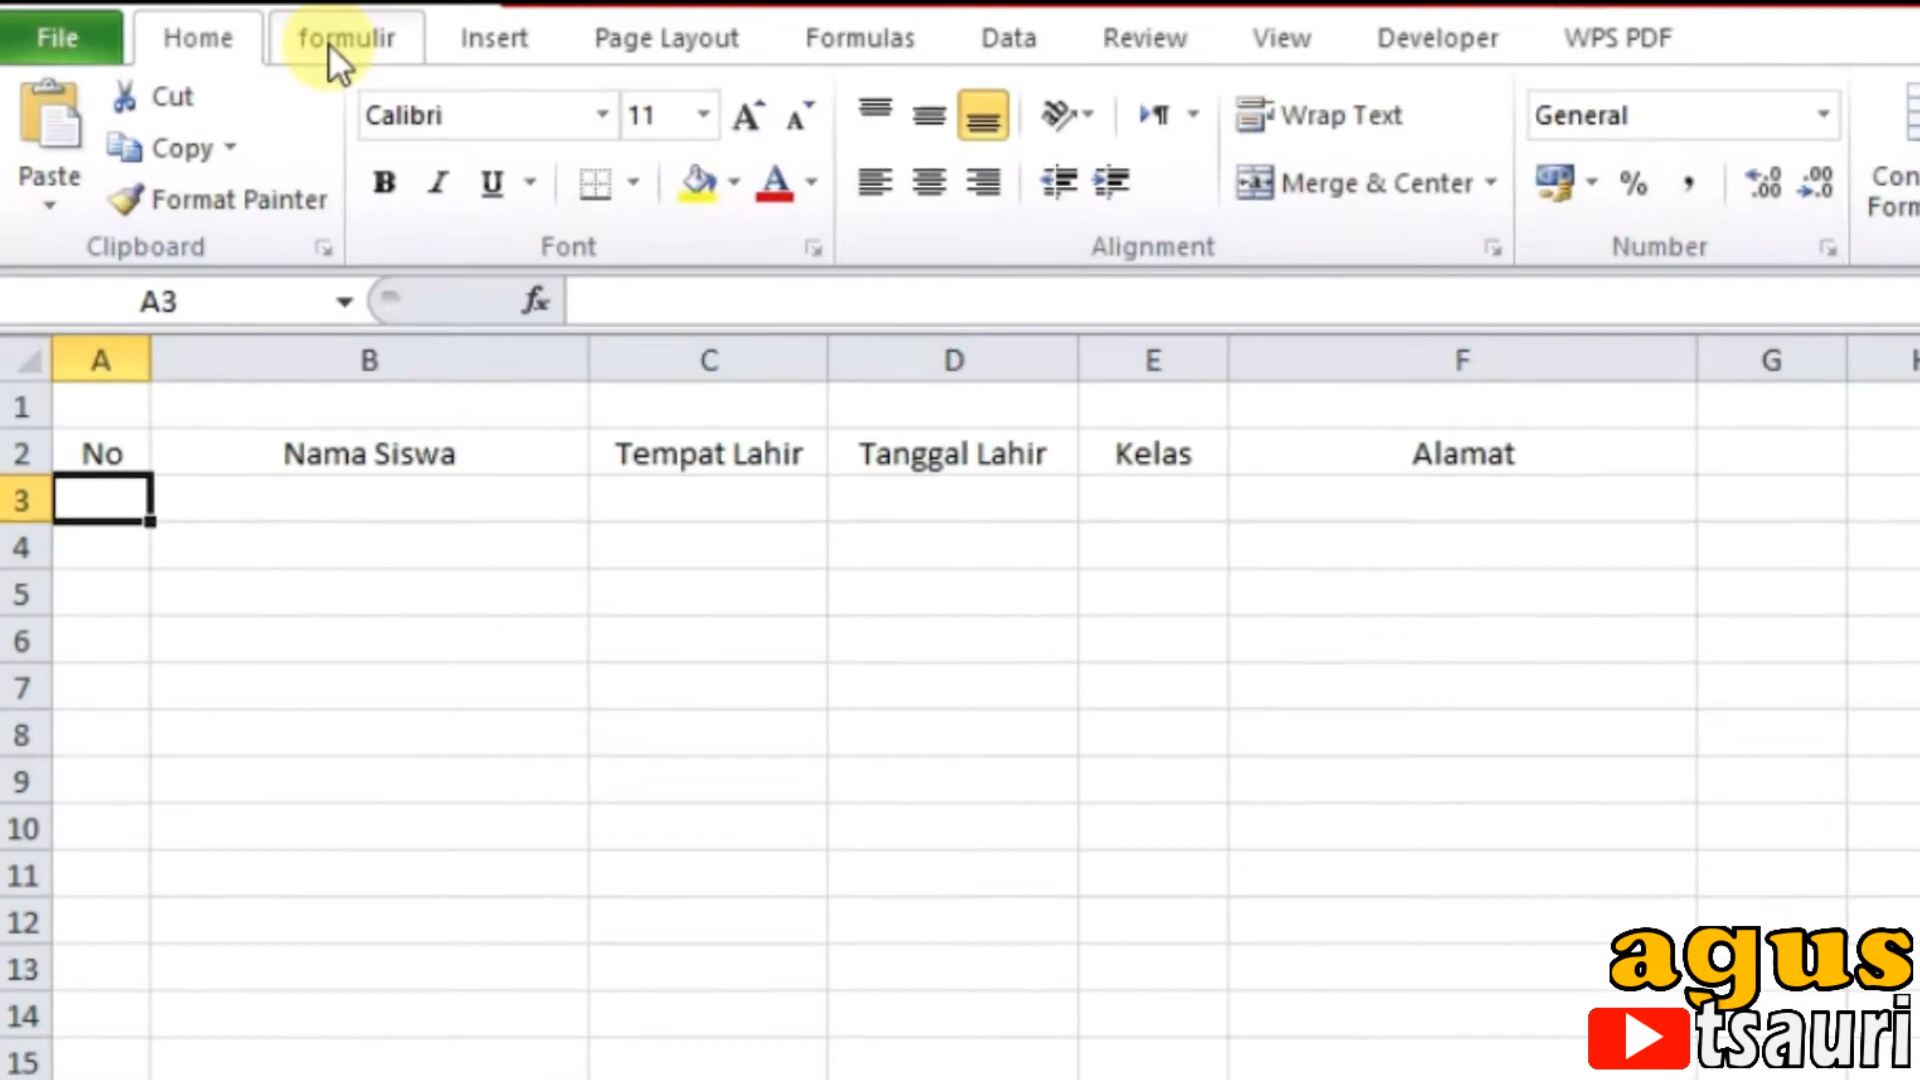 File Home formulir Insert Page Layout Formulas Data Review View Developer WPS PDF
Cut
Copy
Format Painter
Paste
Clipboard
Calibri 11
B I U A
Font
Wrap Text
Merge & Center
Alignment
General
% , .00 .00
Number
Con
Form
A3 fx
A B C D E F G H
1
2 No Nama Siswa Tempat Lahir Tanggal Lahir Kelas Alamat
3
4
5
6
7
8
9
10
11
12
13
14
15
agus
tsauri